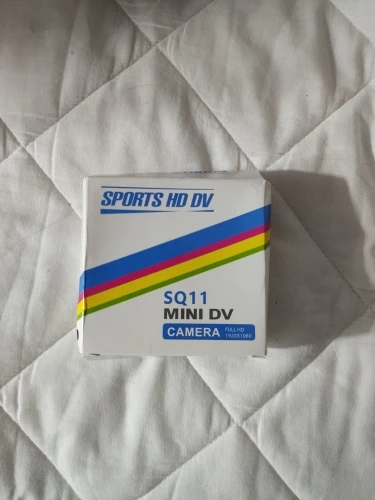 SPORTS HD DV
SQ11
MINI DV
CAMERA
FULL HD
1920X1080